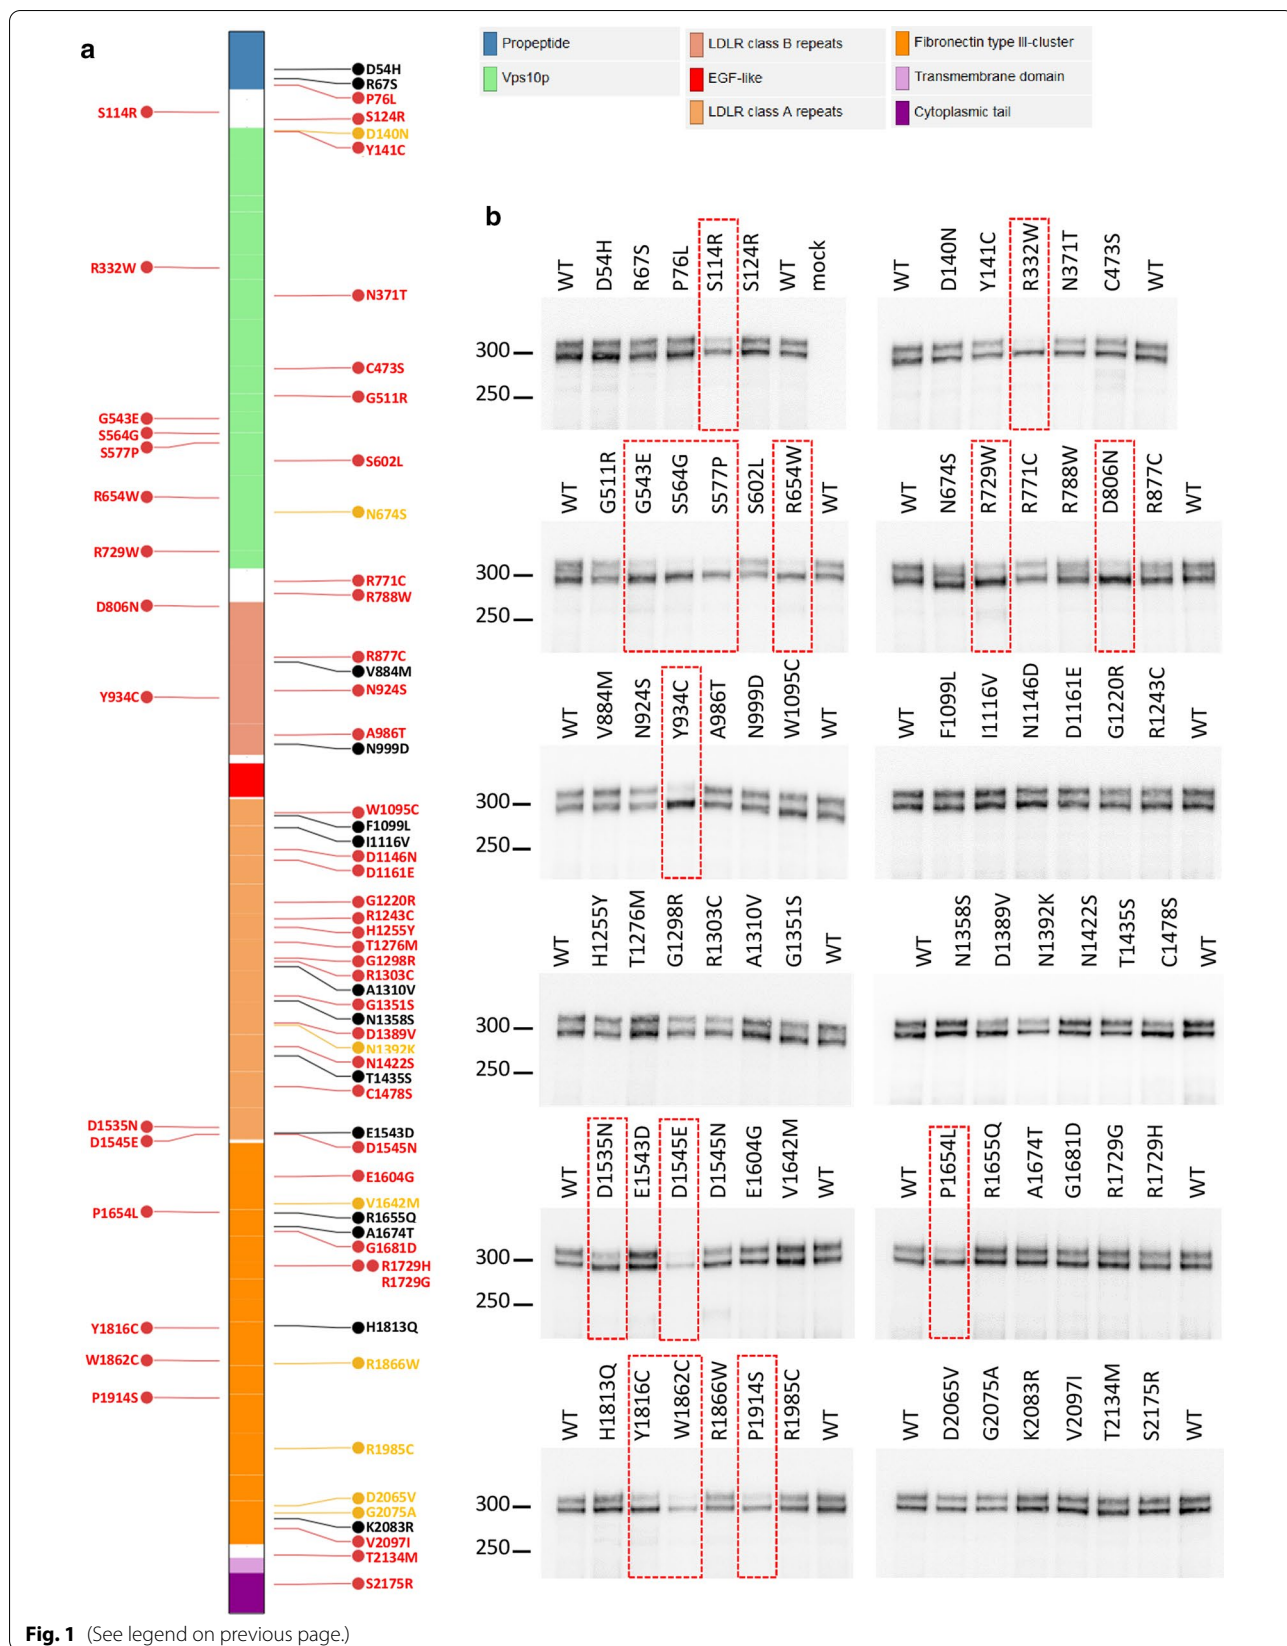 a
Propeptide
Vps10p
LDLR class B repeats
EGF-like
LDLR class A repeats
Fibronectin type III-cluster
Transmembrane domain
Cytoplasmic tail
S114R
R332W
G543E
S564G
S577P
R654W
R729W
D806N
Y934C
D1535N
D1545E
P1654L
Y1816C
W1862C
P1914S
D54H
R67S
P76L
S124R
D140N
Y141C
N371T
C473S
G511R
S602L
N674S
R771C
R788W
R877C
V884M
N924S
A986T
N999D
W1095C
F1099L
I1116V
D1146N
D1161E
G1220R
R1243C
H1255Y
T1276M
G1298R
R1303C
A1310V
G1351S
N1358S
D1389V
N1392K
N1422S
T1435S
C1478S
E1543D
D1545N
E1604G
V1642M
R1655Q
A1674T
G1681D
R1729H
R1729G
H1813Q
R1866W
R1985C
D2065V
G2075A
K2083R
V2097I
T2134M
S2175R
b
WT D54H R67S P76L S114R S124R WT mock
300
250
WT D140N Y141C R332W N371T C473S WT
WT G511R G543E S564G S577P S602L R654W WT
300
250
WT N674S R729W R771C R788W D806N R877C WT
WT V884M N924S Y934C A986T N999D W1095C WT
300
250
WT F1099L I1116V N1146D D1161E G1220R R1243C WT
WT H1255Y T1276M G1298R R1303C A1310V G1351S WT
300
250
WT N1358S D1389V N1392K N1422S T1435S C1478S WT
WT D1535N E1543D D1545E D1545N E1604G V1642M WT
300
250
WT P1654L R1655Q A1674T G1681D R1729G R1729H WT
WT H1813Q Y1816C W1862C R1866W P1914S R1985C WT
300
250
WT D2065V G2075A K2083R V2097I T2134M S2175R WT
Fig. 1 (See legend on previous page.)